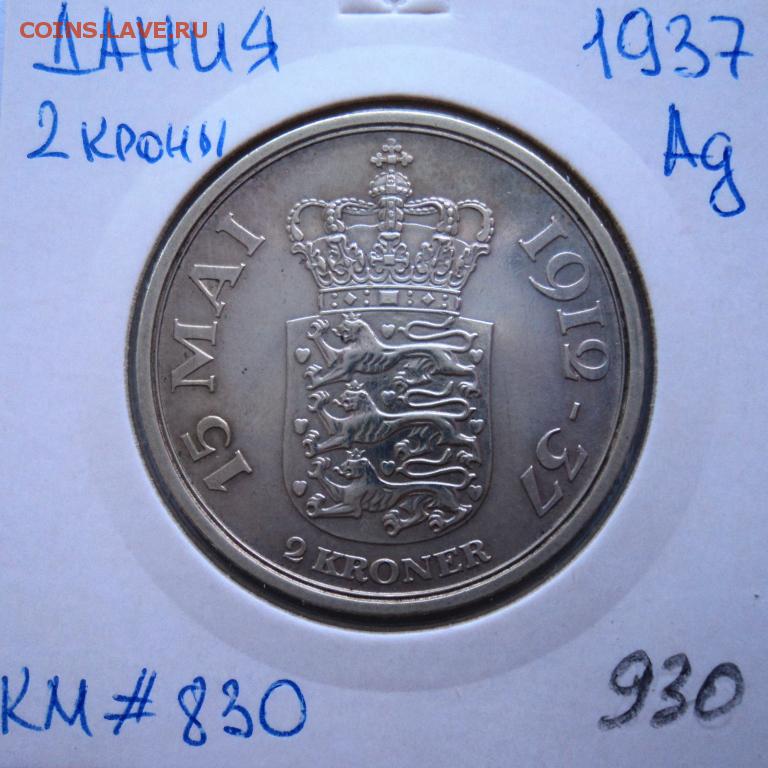 COINS.LAVE.RU
ДАНИЯ 1937
2 КРОНЫ Ag
15 MAI 1912-37
2 KRONER
KM # 830 930